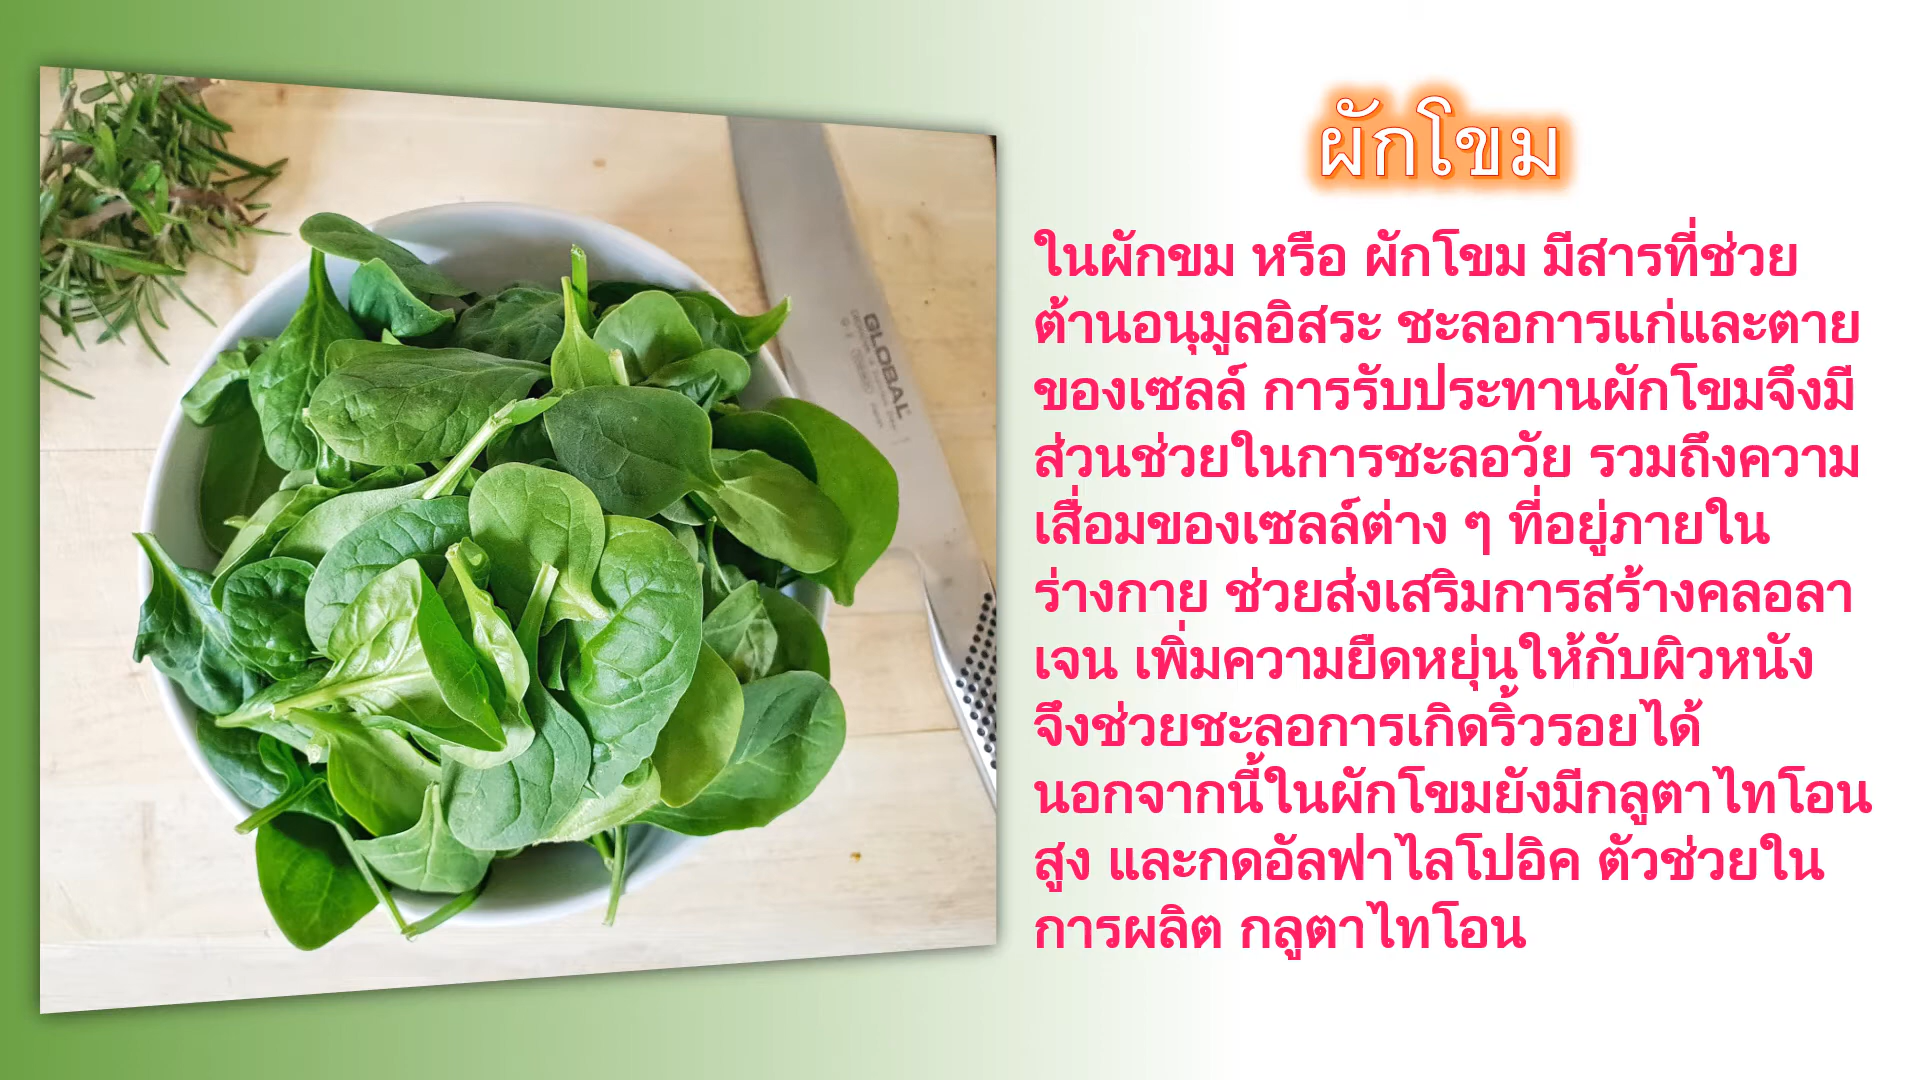 ผักโขม
ในผักขม หรือ ผักโขม มีสารที่ช่วย
ต้านอนุมูลอิสระ ชะลอการแก่และตาย
ของเซลล์ การรับประทานผักโขมจึงมี
ส่วนช่วยในการชะลอวัย รวมถึงความ
เสื่อมของเซลล์ต่าง ๆ ที่อยู่ภายใน
ร่างกาย ช่วยส่งเสริมการสร้างคลอลา
เจน เพิ่มความยืดหยุ่นให้กับผิวหนัง
จึงช่วยชะลอการเกิดริ้วรอยได้
นอกจากนี้ในผักโขมยังมีกลูตาไทโอน
สูง และกดอัลฟาไลโปอิค ตัวช่วยใน
การผลิต กลูตาไทโอน
GLOBAL